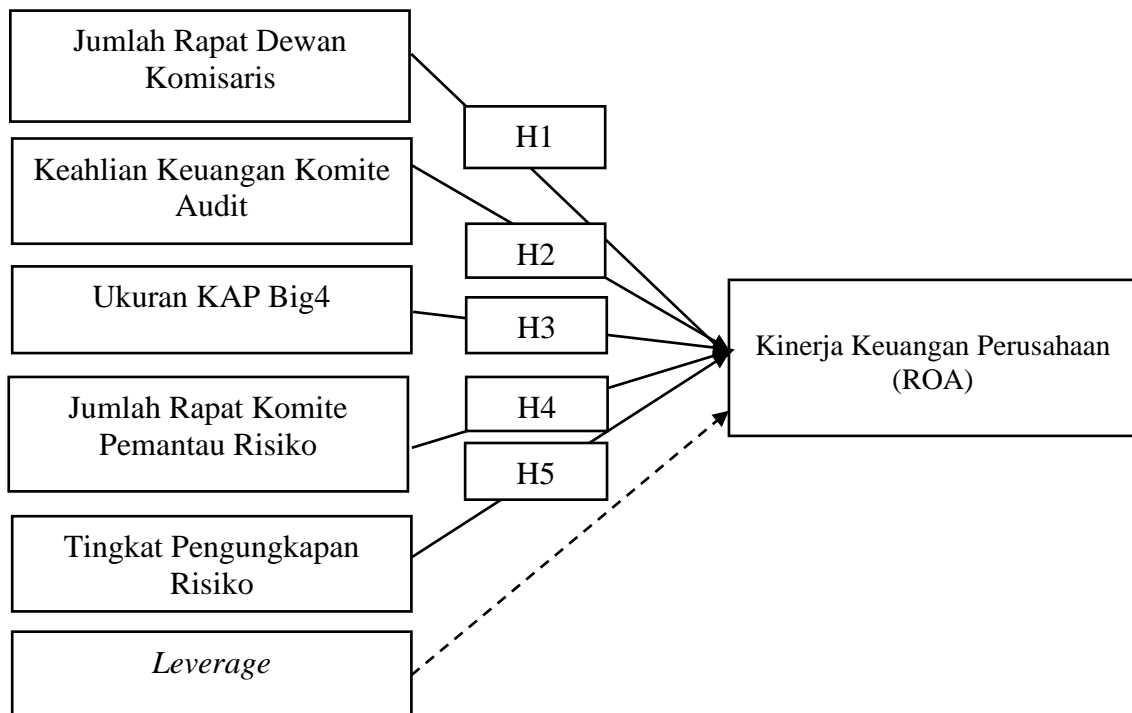 Jumlah Rapat Dewan
Komisaris
H1
Keahlian Keuangan Komite
Audit
H2
Ukuran KAP Big4
H3
Jumlah Rapat Komite
Pemantau Risiko
H4
H5
Tingkat Pengungkapan
Risiko
Leverage
Kinerja Keuangan Perusahaan
(ROA)